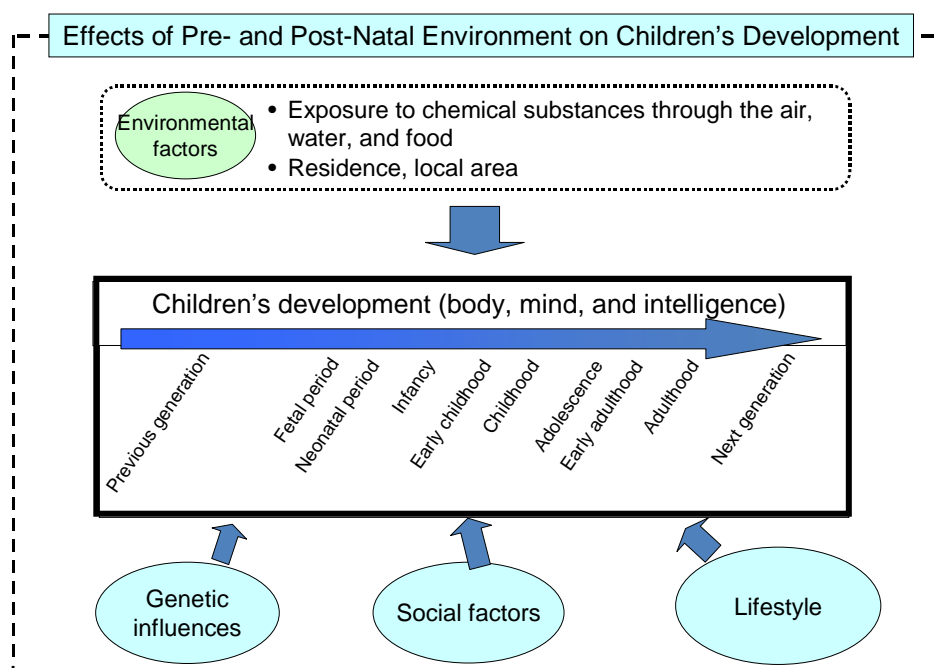 Effects of Pre- and Post-Natal Environment on Children’s Development
Environmental
factors
• Exposure to chemical substances through the air,
water, and food
• Residence, local area
Children’s development (body, mind, and intelligence)
Previous generation
Fetal period
Neonatal period
Infancy
Early childhood
Childhood
Adolescence
Early adulthood
Adulthood
Next generation
Genetic
influences
Social factors
Lifestyle